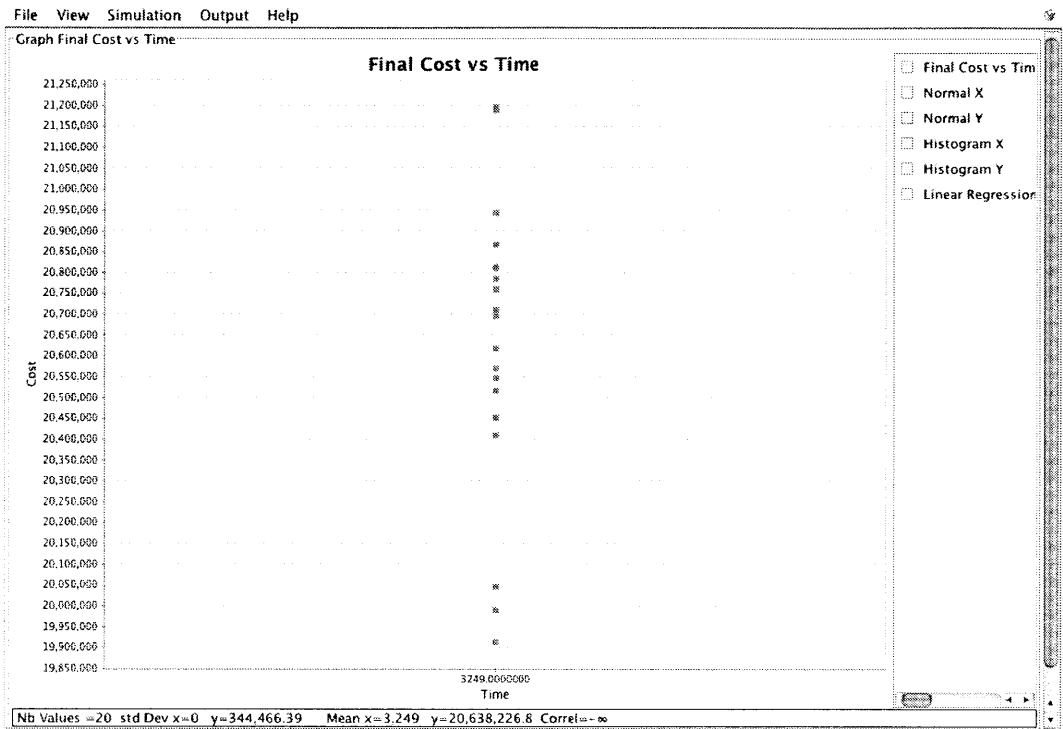 File View Simulation Output Help
Graph Final Cost vs Time
Final Cost vs Time
21,250,000
21,200,000
21,150,000
21,100,000
21,050,000
21,000,000
20,950,000
20,900,000
20,850,000
20,800,000
20,750,000
20,700,000
20,650,000
20,600,000
20,550,000
20,500,000
20,450,000
20,400,000
20,350,000
20,300,000
20,250,000
20,200,000
20,150,000
20,100,000
20,050,000
20,000,000
19,950,000
19,900,000
19,850,000
Cost
3249.0000000
Time
Final Cost vs Tim
Normal X
Normal Y
Histogram X
Histogram Y
Linear Regression
Nb Values =20 std Dev x=0 y=344,466.39 Mean x=3,249 y=20,638,226.8 Correl=-∞